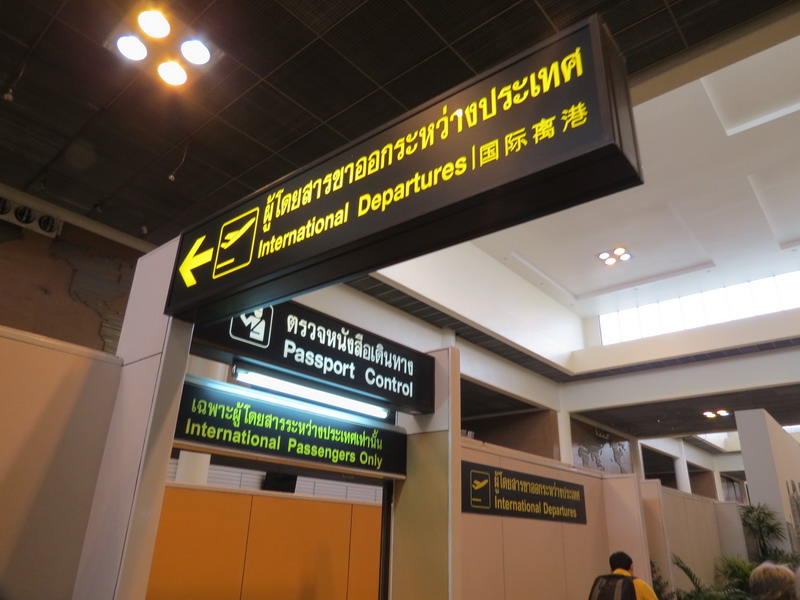 ผู้โดยสารขาออกระหว่างประเทศ
International Departures | 国际离港
ตรวจหนังสือเดินทาง
Passport Control
เฉพาะผู้โดยสารระหว่างประเทศเท่านั้น
International Passengers Only
ผู้โดยสารขาออกระหว่างประเทศ
International Departures